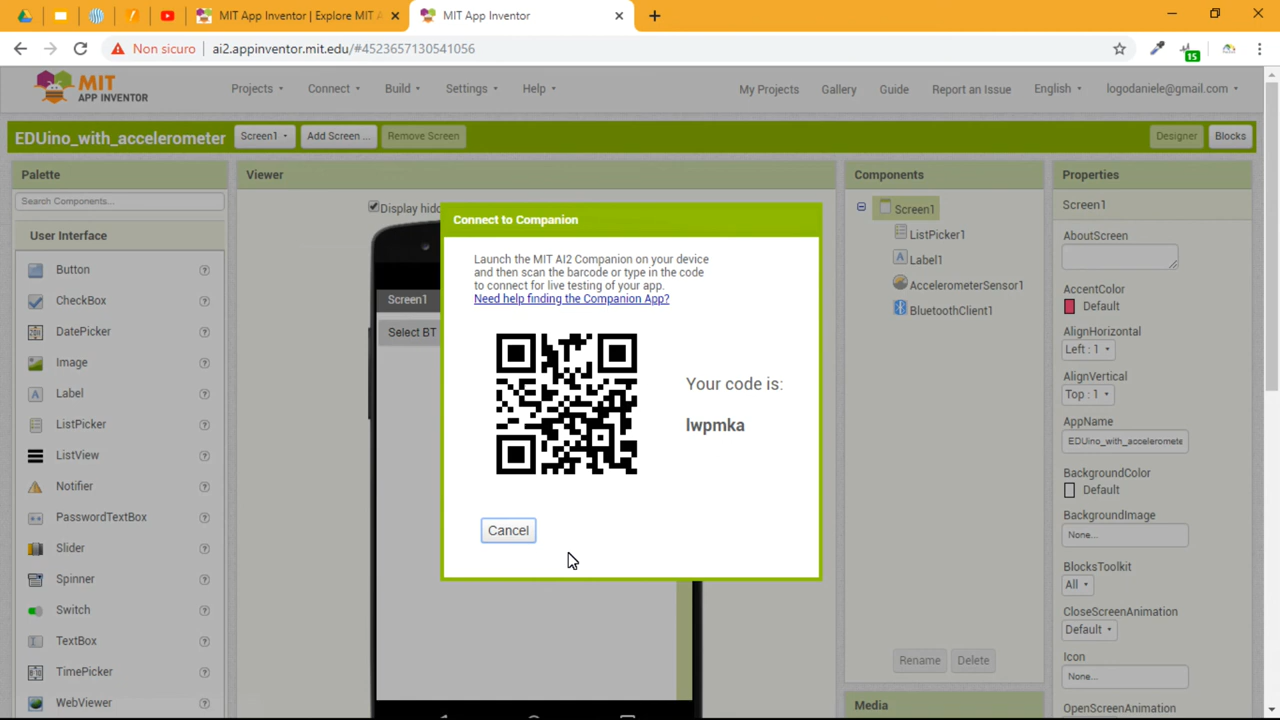 MIT App Inventor | Explore MIT A
MIT App Inventor
Non sicuro
ai2.appinventor.mit.edu/#4523657130541056
15
MIT
APP INVENTOR
Projects
Connect
Build
Settings
Help
My Projects
Gallery
Guide
Report an Issue
English
logodaniele@gmail.com
EDUino_with_accelerometer
Screen1
Add Screen ...
Remove Screen
Designer
Blocks
Palette
Search Components...
User Interface
Button
CheckBox
DatePicker
Image
Label
ListPicker
ListView
Notifier
PasswordTextBox
Slider
Spinner
Switch
TextBox
TimePicker
WebViewer
Viewer
Display hid
Screen1
Select BT
Connect to Companion
Launch the MIT AI2 Companion on your device
and then scan the barcode or type in the code
to connect for live testing of your app.
Need help finding the Companion App?
Your code is:
lwpmka
Cancel
Components
Screen1
ListPicker1
Label1
AccelerometerSensor1
BluetoothClient1
Rename
Delete
Media
Properties
Screen1
AboutScreen
AccentColor
Default
AlignHorizontal
Left : 1
AlignVertical
Top : 1
AppName
EDUino_with_acceleromete
BackgroundColor
Default
BackgroundImage
None...
BlocksToolkit
All
CloseScreenAnimation
Default
Icon
None...
OpenScreenAnimation